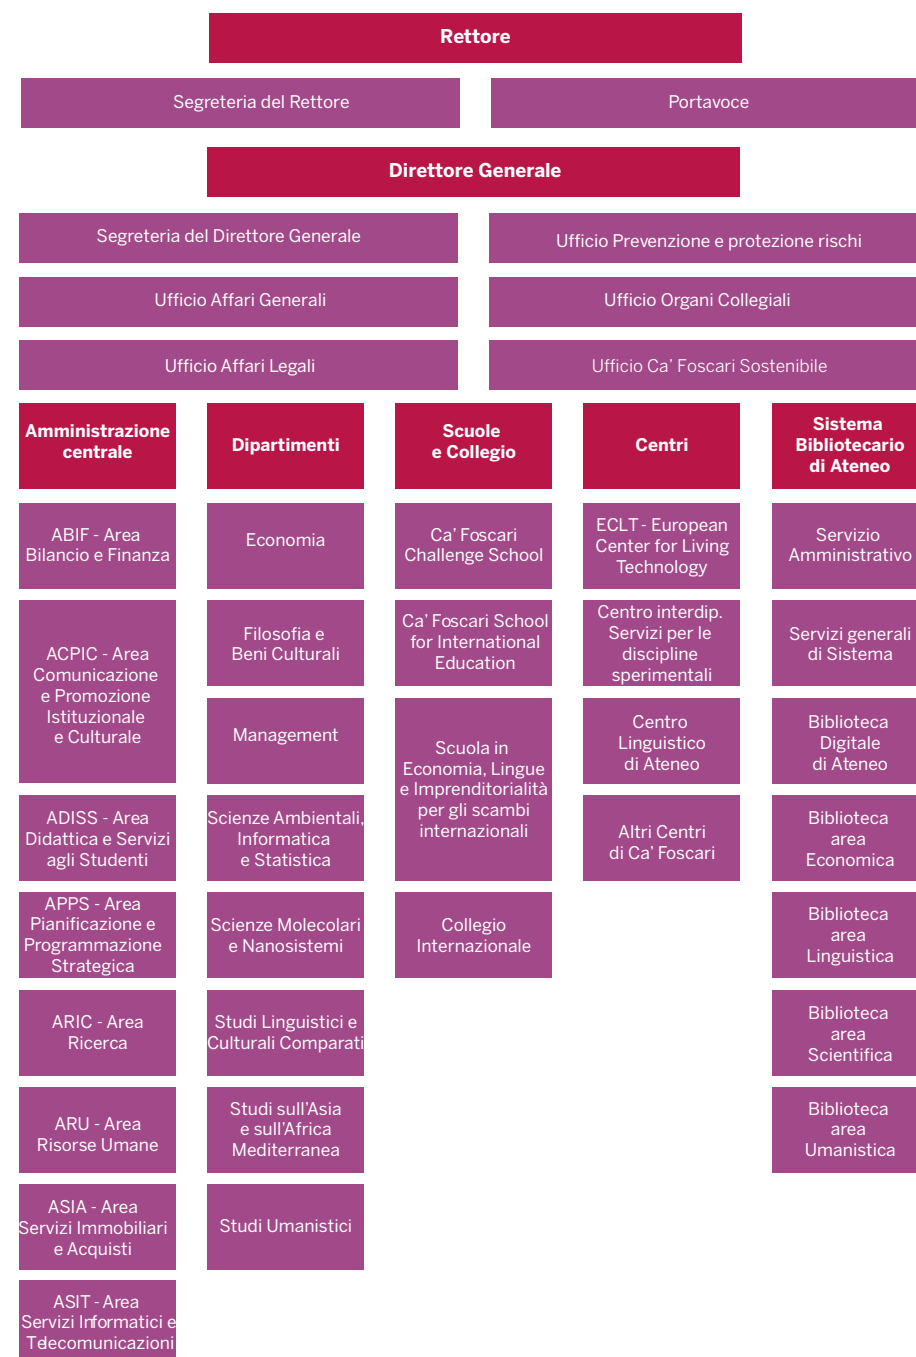 Rettore
Segreteria del Rettore
Portavoce
Direttore Generale
Segreteria del Direttore Generale
Ufficio Prevenzione e protezione rischi
Ufficio Affari Generali
Ufficio Organi Collegiali
Ufficio Affari Legali
Ufficio Ca' Foscari Sostenibile
Amministrazione
centrale
ABIF - Area
Bilancio e Finanza
ACPIC - Area
Comunicazione
e Promozione
Istituzionale
e Culturale
ADISS - Area
Didattica e Servizi
agli Studenti
APPS - Area
Pianificazione e
Programmazione
Strategica
ARIC - Area
Ricerca
ARU - Area
Risorse Umane
ASIA - Area
Servizi Immobiliari
e Acquisti
ASIT - Area
Servizi Informatici e
Telecomunicazioni
Dipartimenti
Economia
Filosofia e
Beni Culturali
Management
Scienze Ambientali,
Informatica
e Statistica
Scienze Molecolari
e Nanosistemi
Studi Linguistici e
Culturali Comparati
Studi sull'Asia
e sull'Africa
Mediterranea
Studi Umanistici
Scuole
e Collegio
Ca' Foscari
Challenge School
Ca' Foscari School
for International
Education
Scuola in
Economia, Lingue
e Imprenditorialità
per gli scambi
internazionali
Collegio
Internazionale
Centri
ECLT - European
Center for Living
Technology
Centro interdip.
Servizi per le
discipline
sperimentali
Centro
Linguistico
di Ateneo
Altri Centri
di Ca' Foscari
Sistema
Bibliotecario
di Ateneo
Servizio
Amministrativo
Servizi generali
di Sistema
Biblioteca
Digitale
di Ateneo
Biblioteca
area
Economica
Biblioteca
area
Linguistica
Biblioteca
area
Scientifica
Biblioteca
area
Umanistica